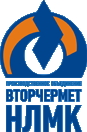 ПРОИЗВОДСТВЕННОЕ ОБЪЕДИНЕНИЕ
ВТОРЧЕРМЕТ
НЛМК